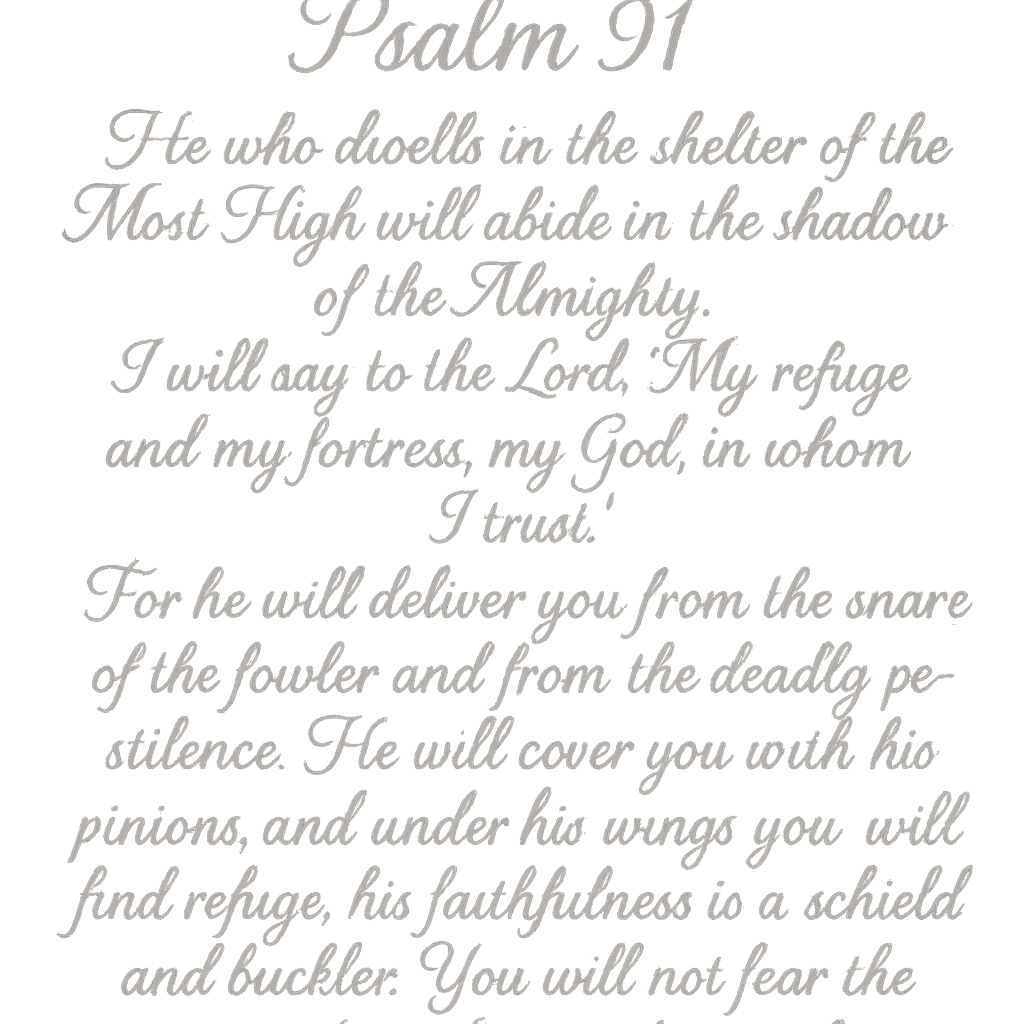 Psalm 91
He who dwells in the shelter of the
Most High will abide in the shadow
of the Almighty.
I will say to the Lord, 'My refuge
and my fortress, my God, in whom
I trust.'
For he will deliver you from the snare
of the fowler and from the deadlg pe-
stilence. He will cover you with his
pinions, and under his wings you will
find refuge, his faithfulness is a schield
and buckler. You will not fear the